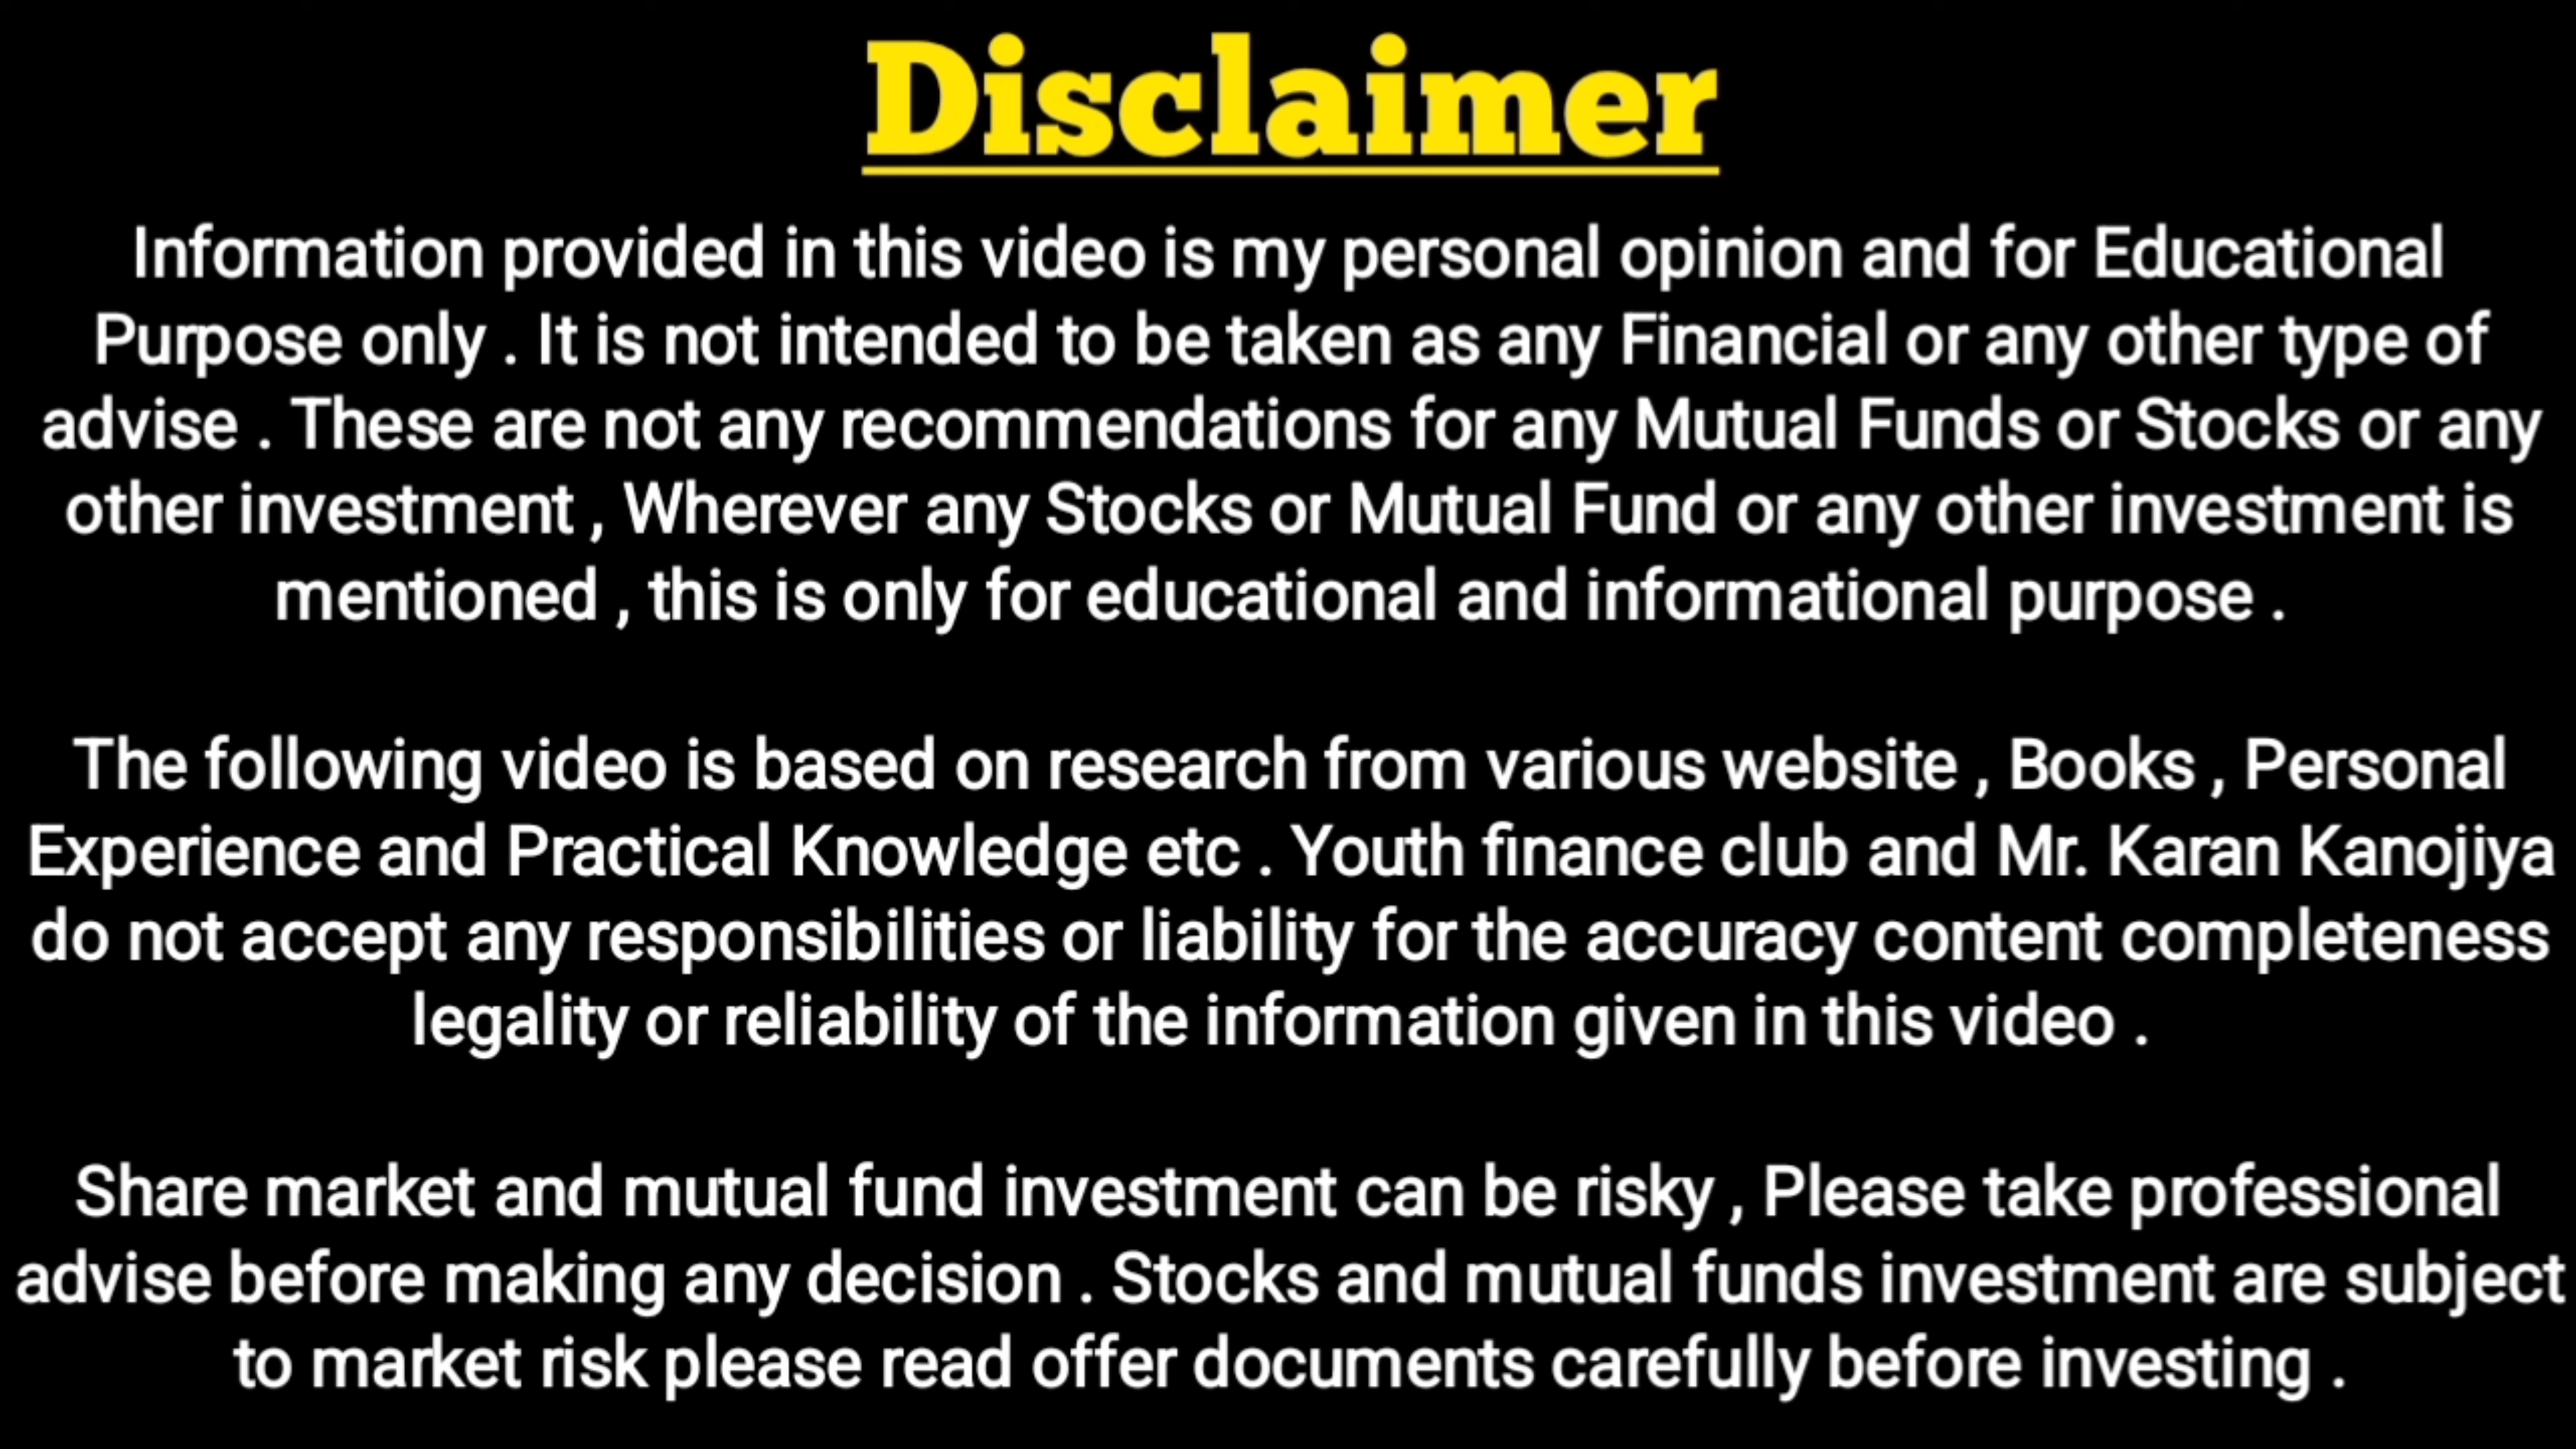 Disclaimer
Information provided in this video is my personal opinion and for Educational
Purpose only . It is not intended to be taken as any Financial or any other type of
advise . These are not any recommendations for any Mutual Funds or Stocks or any
other investment , Wherever any Stocks or Mutual Fund or any other investment is
mentioned , this is only for educational and informational purpose .
The following video is based on research from various website , Books , Personal
Experience and Practical Knowledge etc . Youth finance club and Mr. Karan Kanojiya
do not accept any responsibilities or liability for the accuracy content completeness
legality or reliability of the information given in this video .
Share market and mutual fund investment can be risky , Please take professional
advise before making any decision . Stocks and mutual funds investment are subject
to market risk please read offer documents carefully before investing .